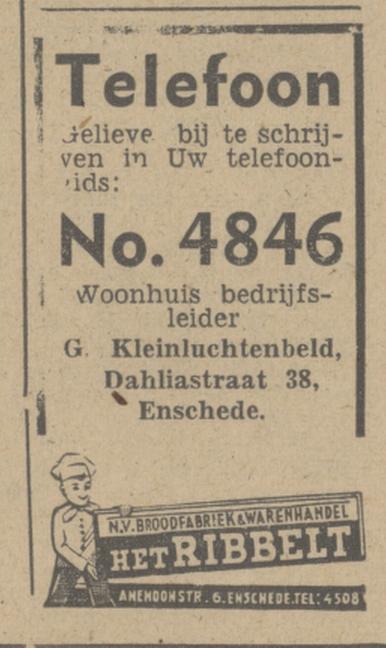 Telefoon
Gelieve bij te schrij-
ven in Uw telefoon-
gids:
No. 4846
Woonhuis bedrijfs-
leider
G. Kleinluchtenbeld,
Dahliastraat 38,
Enschede.
N.V. BROODFABRIEK & WARENHANDEL
HET RIBBELT
ANEMOONSTR. 6. ENSCHEDE. TEL: 4508